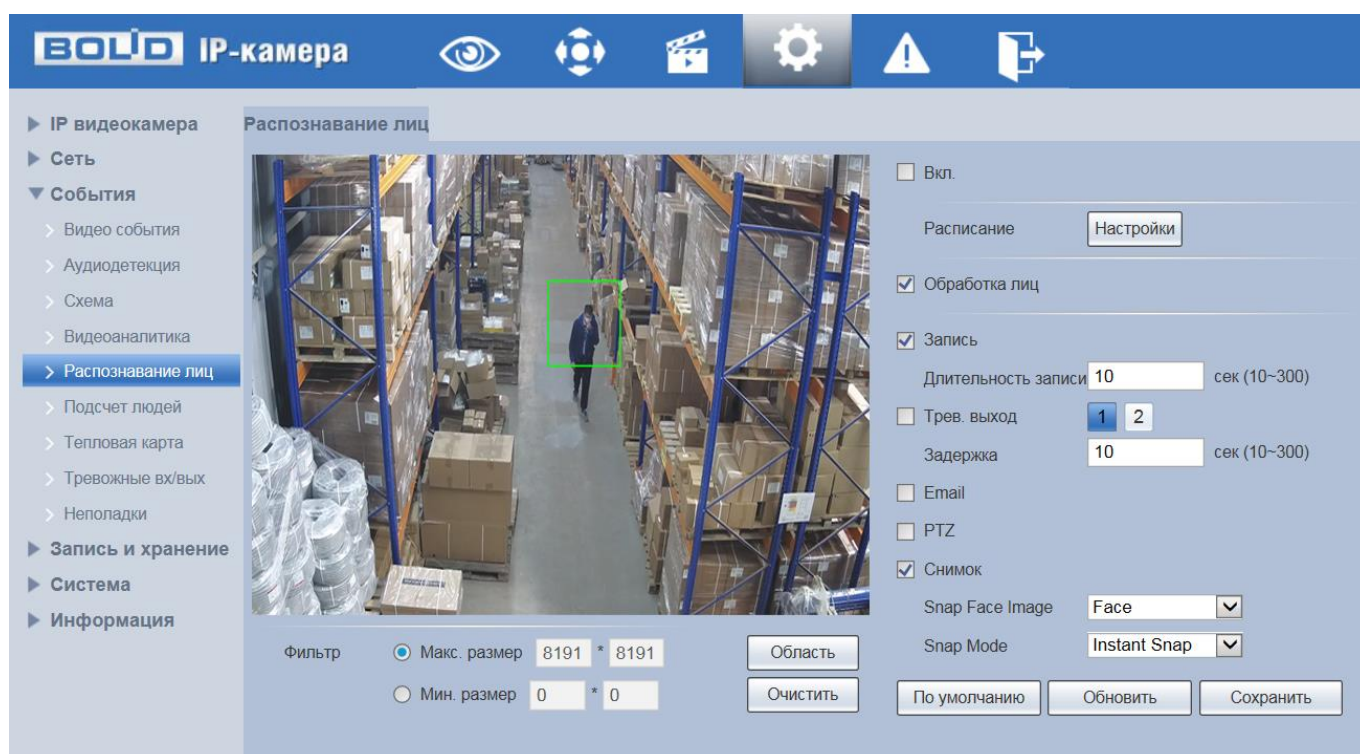 BOLID IP-камера
IP видеокамера
Сеть
События
Видео события
Аудиодетекция
Схема
Видеоаналитика
Распознавание лиц
Подсчет людей
Тепловая карта
Тревожные вх/вых
Неполадки
Запись и хранение
Система
Информация
Распознавание лиц
Фильтр Макс. размер 8191 * 8191 Область
Мин. размер 0 * 0 Очистить
Вкл.
Расписание Настройки
Обработка лиц
Запись
Длительность записи 10 сек (10~300)
Трев. выход 1 2
Задержка 10 сек (10~300)
Email
PTZ
Снимок
Snap Face Image Face
Snap Mode Instant Snap
По умолчанию Обновить Сохранить